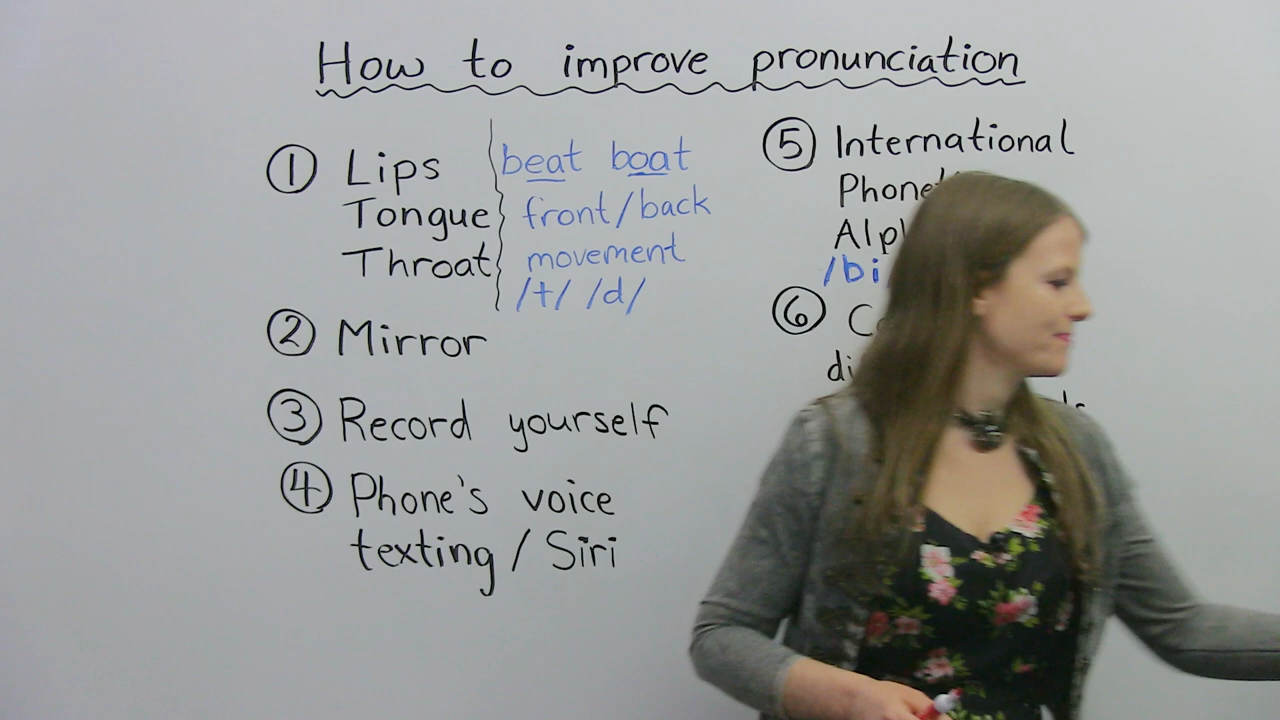 How to improve pronunciation
① Lips
Tongue
Throat
beat boat
front/back
movement
/t/ /d/
② Mirror
③ Record yourself
④ Phone's voice
texting / Siri
⑤ International
⑥